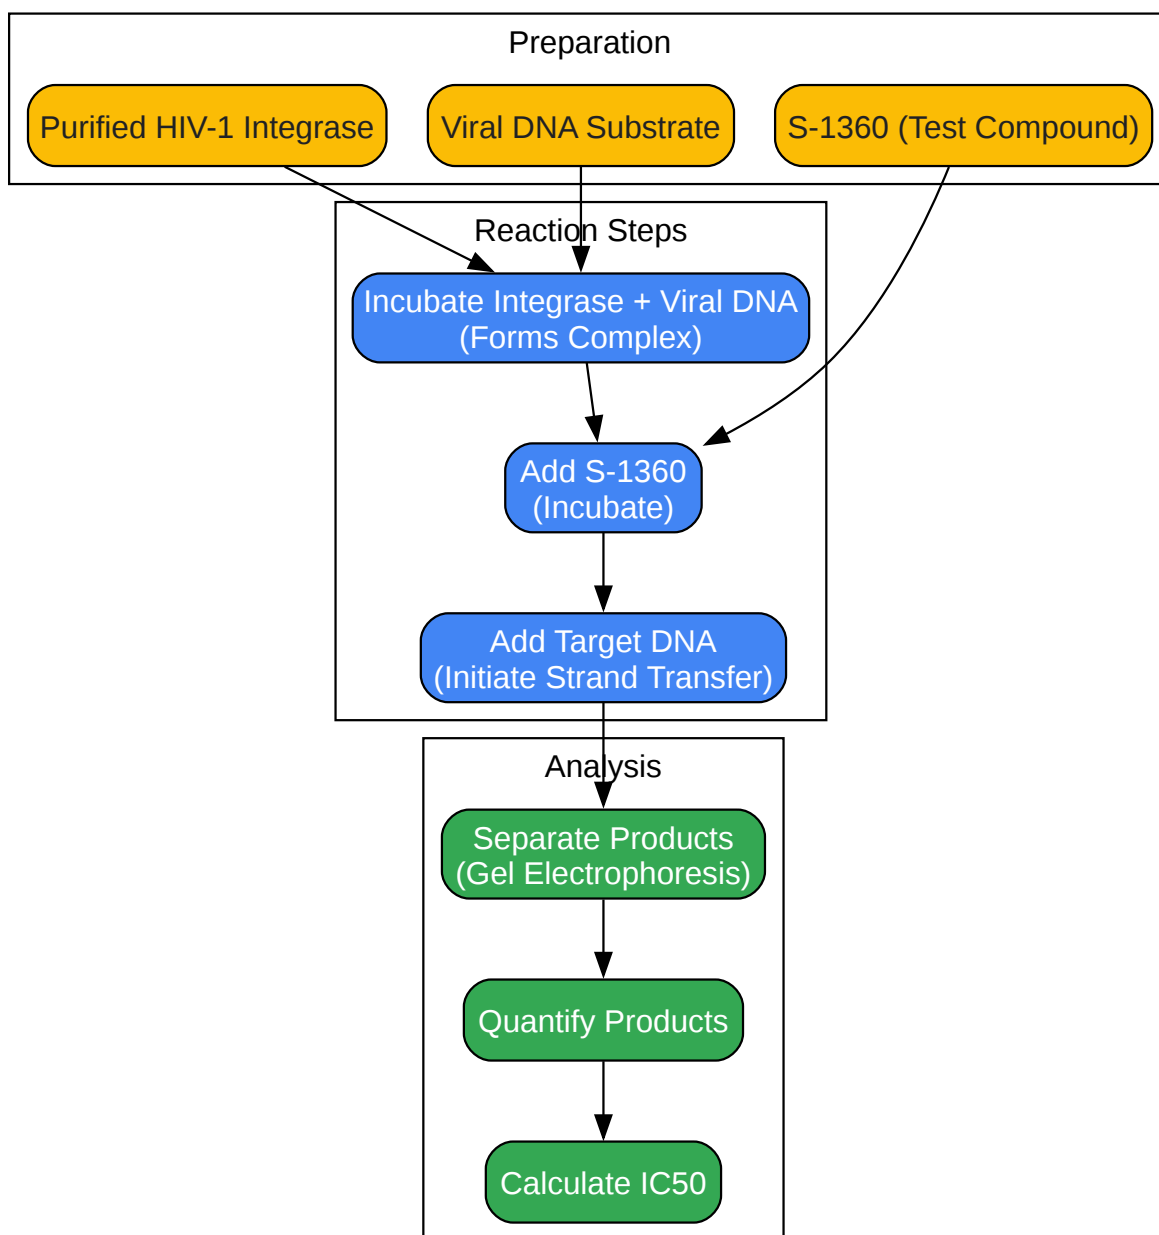 Preparation
Purified HIV-1 Integrase
Viral DNA Substrate
S-1360 (Test Compound)
Reaction Steps
Incubate Integrase + Viral DNA
(Forms Complex)
Add S-1360
(Incubate)
Add Target DNA
(Initiate Strand Transfer)
Analysis
Separate Products
(Gel Electrophoresis)
Quantify Products
Calculate IC50